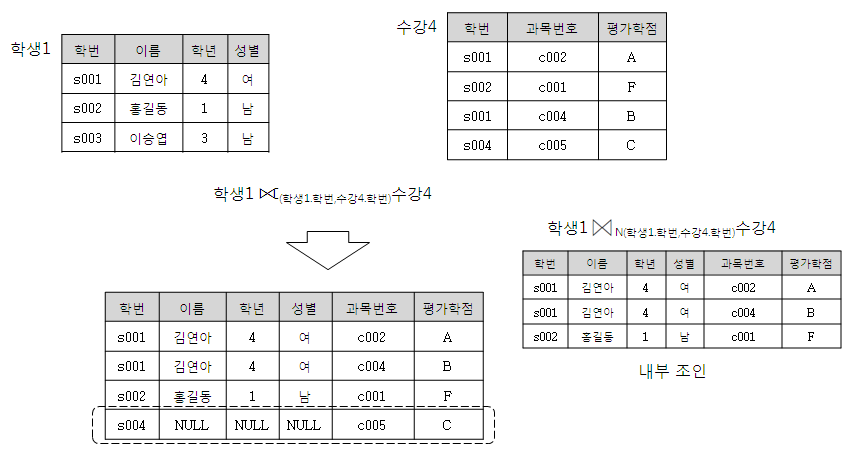 학생1
학번 이름 학년 성별
s001 김연아 4 여
s002 홍길동 1 남
s003 이승엽 3 남
수강4
학번 과목번호 평가학점
s001 c002 A
s002 c001 F
s001 c004 B
s004 c005 C
학생1 ⋈(학생1.학번,수강4.학번)수강4
학번 이름 학년 성별 과목번호 평가학점
s001 김연아 4 여 c002 A
s001 김연아 4 여 c004 B
s002 홍길동 1 남 c001 F
s004 NULL NULL NULL c005 C
학생1 ⋈N(학생1.학번,수강4.학번)수강4
학번 이름 학년 성별 과목번호 평가학점
s001 김연아 4 여 c002 A
s001 김연아 4 여 c004 B
s002 홍길동 1 남 c001 F
내부 조인